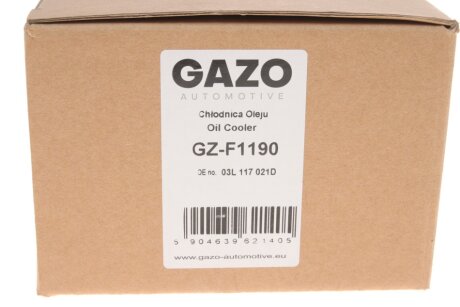 GAZO
AUTOMOTIVE
Chłodnica Oleju
Oil Cooler
GZ-F1190
OE no. 03L 117 021D
5 904639 621405
www.gazo-automotive.eu